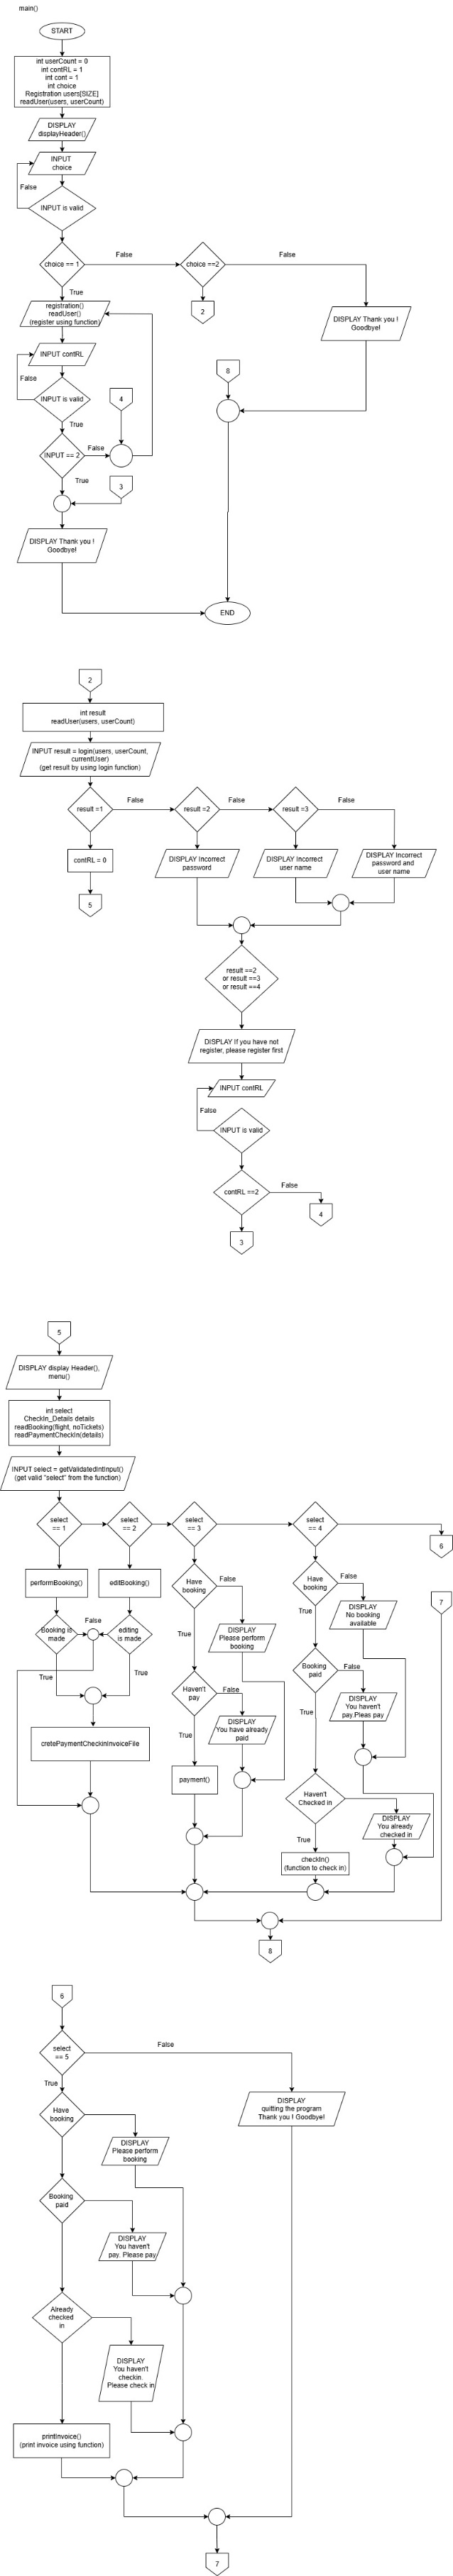 main()
START
int userCount = 0
int contRL = 1
int cont = 1
int choice
Registration users[SIZE]
readUser(users, userCount)
DISPLAY
displayHeader()
INPUT
choice
False
INPUT is valid
choice == 1
False
choice ==2
False
True
2
registration()
readUser()
(register using function)
DISPLAY Thank you !
Goodbye!
INPUT contRL
False
8
INPUT is valid
4
True
INPUT == 2
False
True
3
DISPLAY Thank you !
Goodbye!
END
2
int result
readUser(users, userCount)
INPUT result = login(users, userCount,
currentUser)
(get result by using login function)
result =1
False
result =2
False
result =3
False
contRL = 0
DISPLAY Incorrect
password
DISPLAY Incorrect
user name
DISPLAY Incorrect
password and
user name
5
result ==2
or result ==3
or result ==4
DISPLAY If you have not
register, please register first
INPUT contRL
False
INPUT is valid
contRL ==2
False
4
3
5
DISPLAY display Header(),
menu()
int select
CheckIn_Details details
readBooking(flight, noTickets)
readPaymentCheckIn(details)
INPUT select = getValidatedIntInput()
(get valid "select" from the function)
select
== 1
select
== 2
select
== 3
select
== 4
6
performBooking()
editBooking()
Have
booking
False
Have
booking
False
7
DISPLAY
No booking
available
True
Booking is
made
False
editing
is made
True
DISPLAY
Please perform
booking
True
True
Booking
paid
False
Haven't
pay
False
DISPLAY
You haven't
pay.Pleas pay
True
DISPLAY
You have already
paid
True
cretePaymentCheckinInvoiceFile
payment()
Haven't
Checked in
DISPLAY
You already
checked in
True
checkIn()
(function to check in)
8
6
select
== 5
False
True
Have
booking
DISPLAY
quitting the program
Thank you ! Goodbye!
DISPLAY
Please perform
booking
Booking
paid
DISPLAY
You haven't
pay. Please pay
Already
checked
in
DISPLAY
You haven't
checkin.
Please check in
printInvoice()
(print invoice using function)
7